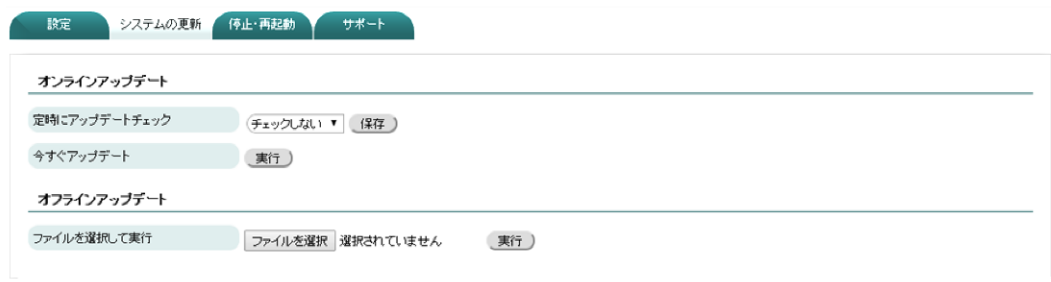 設定 システムの更新 停止・再起動 サポート
オンラインアップデート
定時にアップデートチェック チェックしない ▼ 保存
今すぐアップデート 実行
オフラインアップデート
ファイルを選択して実行 ファイルを選択 選択されていません 実行